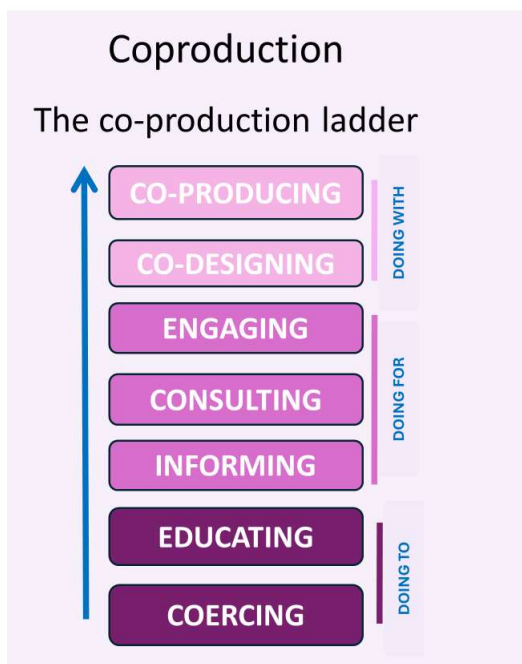 Coproduction
The co-production ladder
CO-PRODUCING
CO-DESIGNING
DOING WITH
ENGAGING
CONSULTING
INFORMING
DOING FOR
EDUCATING
COERCING
DOING TO